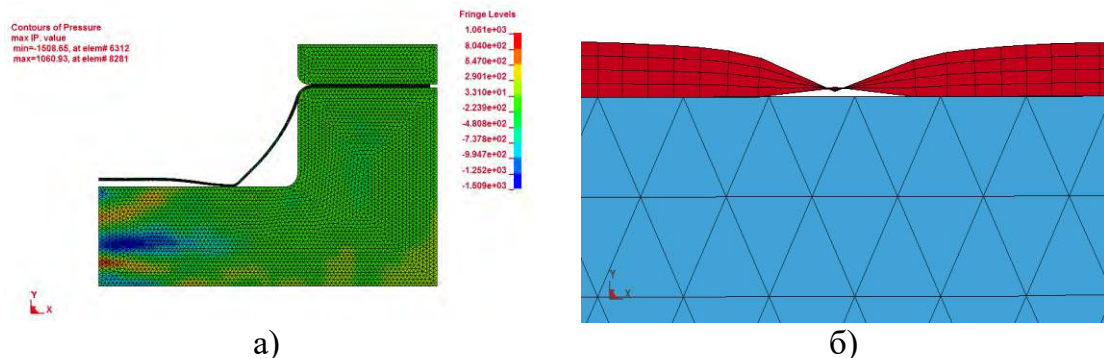 Contours of Pressure
max IP. value
min=-1508.65, at elem# 6312
max=1060.93, at elem# 8281
Fringe Levels
1.061e+03
8.040e+02
5.470e+02
2.901e+02
3.310e+01
-2.239e+02
-4.808e+02
-7.378e+02
-9.947e+02
-1.252e+03
-1.509e+03
Y
X
Y
X
а)
б)